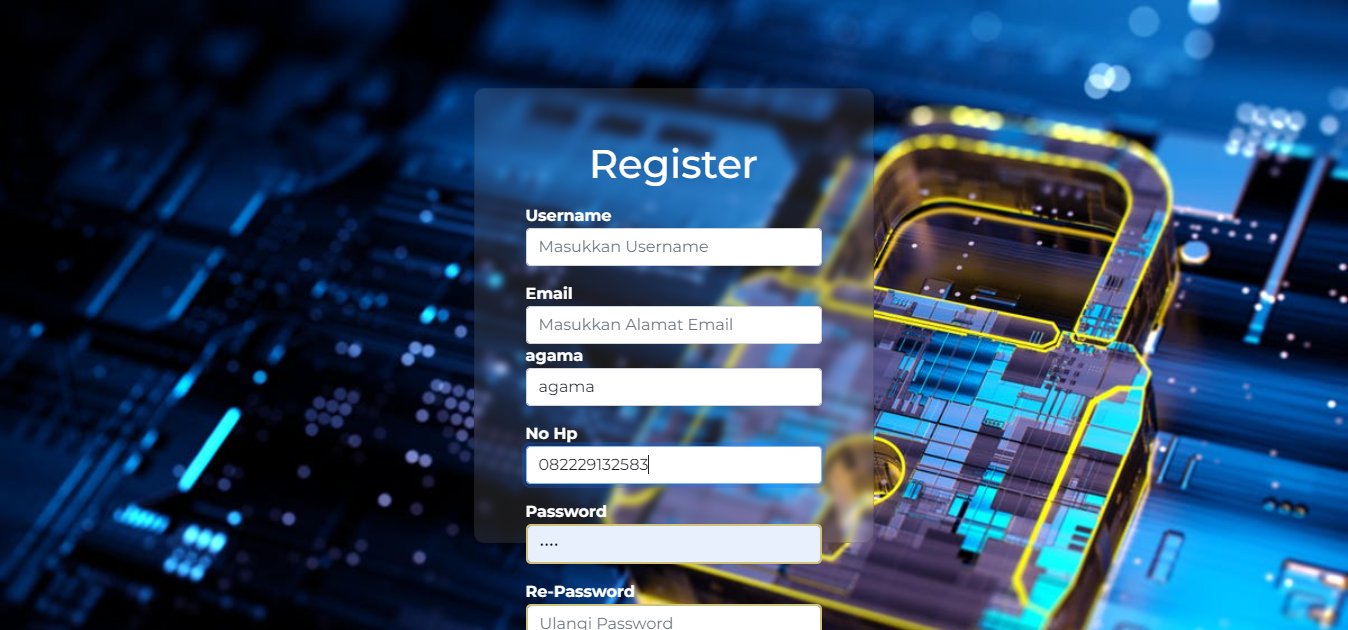 Register
Username
Masukkan Username
Email
Masukkan Alamat Email
agama
agama
No Hp
082229132583
Password
····
Re-Password
Ulangi Password